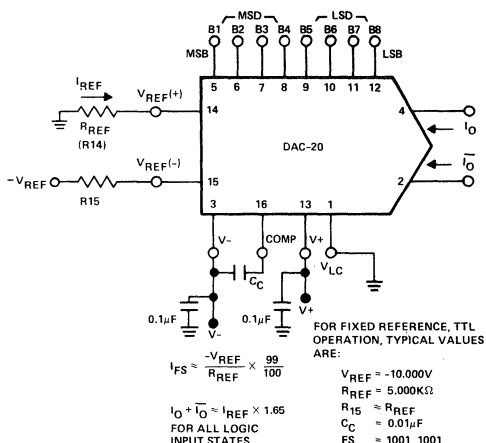 MSD LSD
B1 B2 B3 B4 B5 B6 B7 B8
MSB LSB
5 6 7 8 9 10 11 12
IREF
VREF(+)
14
RREF
(R14)
4
IO
DAC-20
IO
-VREF
VREF(-)
15
R15
2
3 16 13 1
V- COMP V+
VLC
CC
0.1μF
0.1μF
V-
V+
IFS ≈ -VREF / RREF × 99 / 100
IO + IO ≈ IREF × 1.65
FOR ALL LOGIC
INPUT STATES
FOR FIXED REFERENCE, TTL
OPERATION, TYPICAL VALUES
ARE:
VREF = -10.000V
RREF = 5.000KΩ
R15 ≈ RREF
CC = 0.01μF
FS = 1001 1001